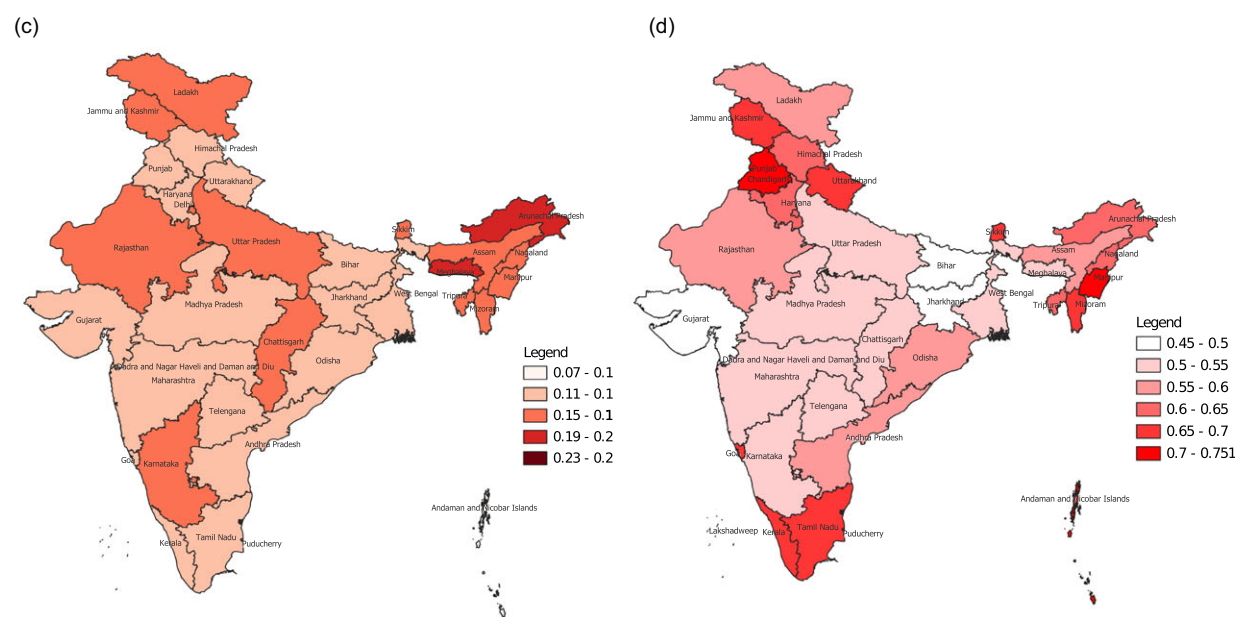 (c)
(d)
Ladakh
Jammu and Kashmir
Himachal Pradesh
Punjab
Uttarakhand
Haryana
Delhi
Arunachal Pradesh
Sikkim
Rajasthan
Uttar Pradesh
Assam
Nagaland
Bihar
Meghalaya
Manipur
Jharkhand
West Bengal
Tripura
Mizoram
Madhya Pradesh
Gujarat
Chattisgarh
Odisha
Dadra and Nagar Haveli and Daman and Diu
Maharashtra
Telengana
Andhra Pradesh
Goa
Karnataka
Andaman and Nicobar Islands
Kerala
Tamil Nadu
Puducherry
Legend
0.07 - 0.1
0.11 - 0.1
0.15 - 0.1
0.19 - 0.2
0.23 - 0.2
Ladakh
Jammu and Kashmir
Himachal Pradesh
Punjab
Chandigarh
Uttarakhand
Haryana
Arunachal Pradesh
Sikkim
Rajasthan
Uttar Pradesh
Assam
Nagaland
Bihar
Meghalaya
Manipur
Jharkhand
West Bengal
Tripura
Mizoram
Madhya Pradesh
Gujarat
Chattisgarh
Odisha
Dadra and Nagar Haveli and Daman and Diu
Maharashtra
Telengana
Andhra Pradesh
Goa
Karnataka
Andaman and Nicobar Islands
Lakshadweep
Kerala
Tamil Nadu
Puducherry
Legend
0.45 - 0.5
0.5 - 0.55
0.55 - 0.6
0.6 - 0.65
0.65 - 0.7
0.7 - 0.751